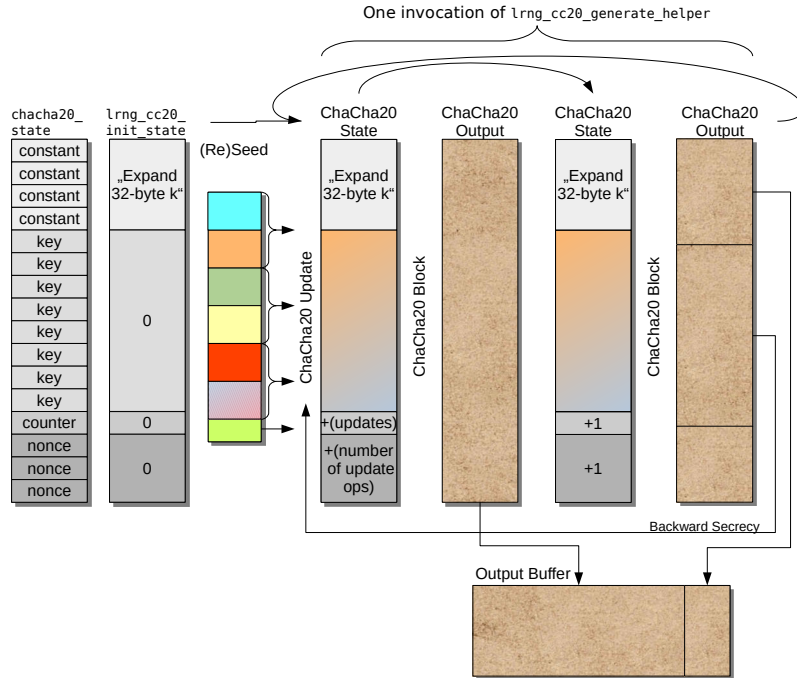 One invocation of lrng_cc20_generate_helper
chacha20_
state
lrng_cc20_
init_state
(Re)Seed
ChaCha20
State
ChaCha20
Output
ChaCha20
State
ChaCha20
Output
constant
constant
constant
constant
key
key
key
key
key
key
key
key
counter
nonce
nonce
nonce
„Expand
32-byte k“
0
0
0
ChaCha20 Update
„Expand
32-byte k“
+(updates)
+(number
of update
ops)
ChaCha20 Block
„Expand
32-byte k“
+1
+1
ChaCha20 Block
Backward Secrecy
Output Buffer